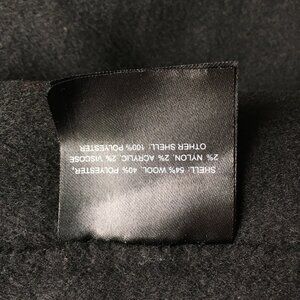 SHELL: 54% WOOL, 40% POLYESTER,
2% NYLON, 2% ACRYLIC, 2% VISCOSE
OTHER SHELL: 100% POLYESTER